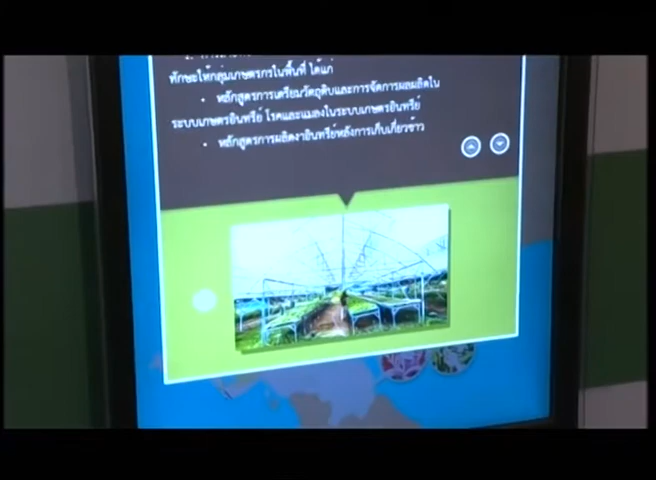 ทักษะให้กลุ่มเกษตรกรในพื้นที่ ได้แก่
• หลักสูตรการเตรียมวัตถุดิบและการจัดการผลผลิตใน
ระบบเกษตรอินทรีย์ โรคและแมลงในระบบเกษตรอินทรีย์
• หลักสูตรการผลิตงาอินทรีย์หลังการเก็บเกี่ยวข้าว